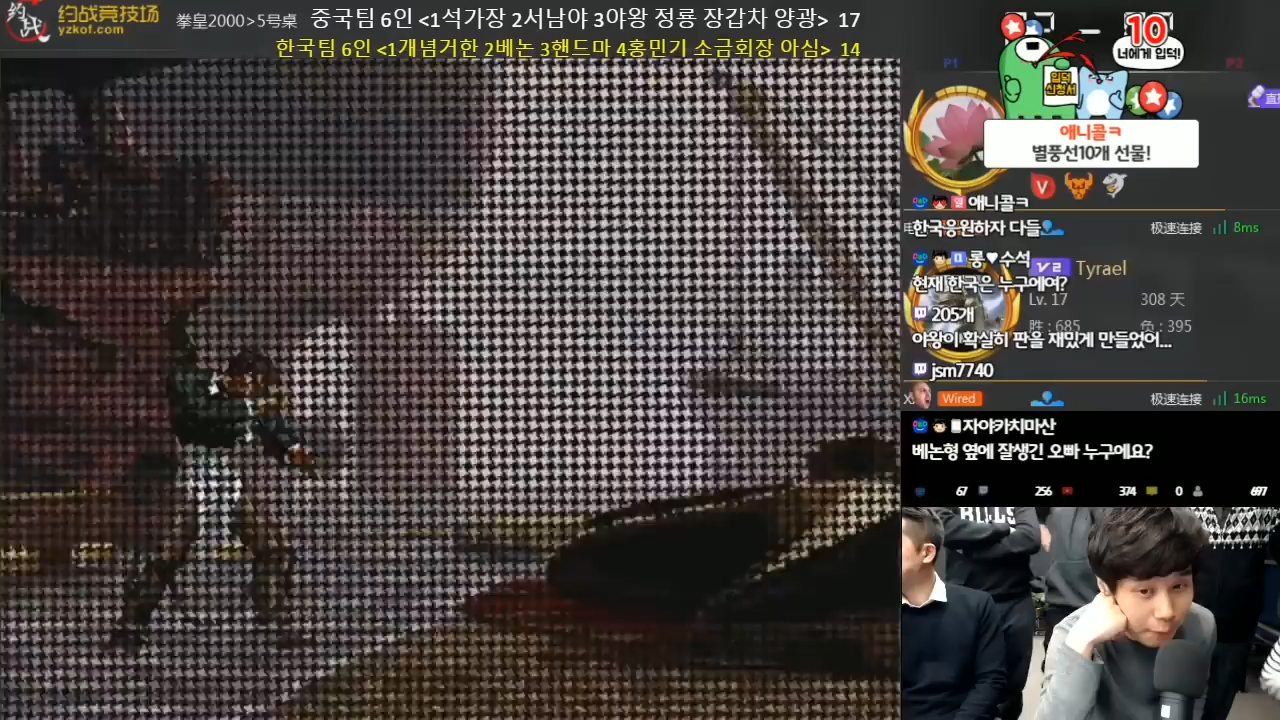 约战竞技场
yzkof.com
拳皇2000>5号桌
중국팀 6인 <1석가장 2서남야 3야왕 정룡 장갑차 양광> 17
한국팀 6인 <1개념거한 2베논 3핸드마 4홍민기 소금회장 아심> 14
10
너에게 입덕!
P1
P2
입덕
신청서
애니콜ㅋ
별풍선10개 선물!
V
애니콜ㅋ
한국응원하자 다들
极速连接
8ms
롱♥수석
V2
Tyrael
현재 한국은 누구에여?
Lv. 17
308 天
205개
胜 : 685
负 : 395
야왕이 확실히 판을 재밌게 만들었어...
jsm7740
Wired
极速连接
16ms
자야카치마산
베논형 옆에 잘생긴 오빠 누구에요?
67
256
374
0
697